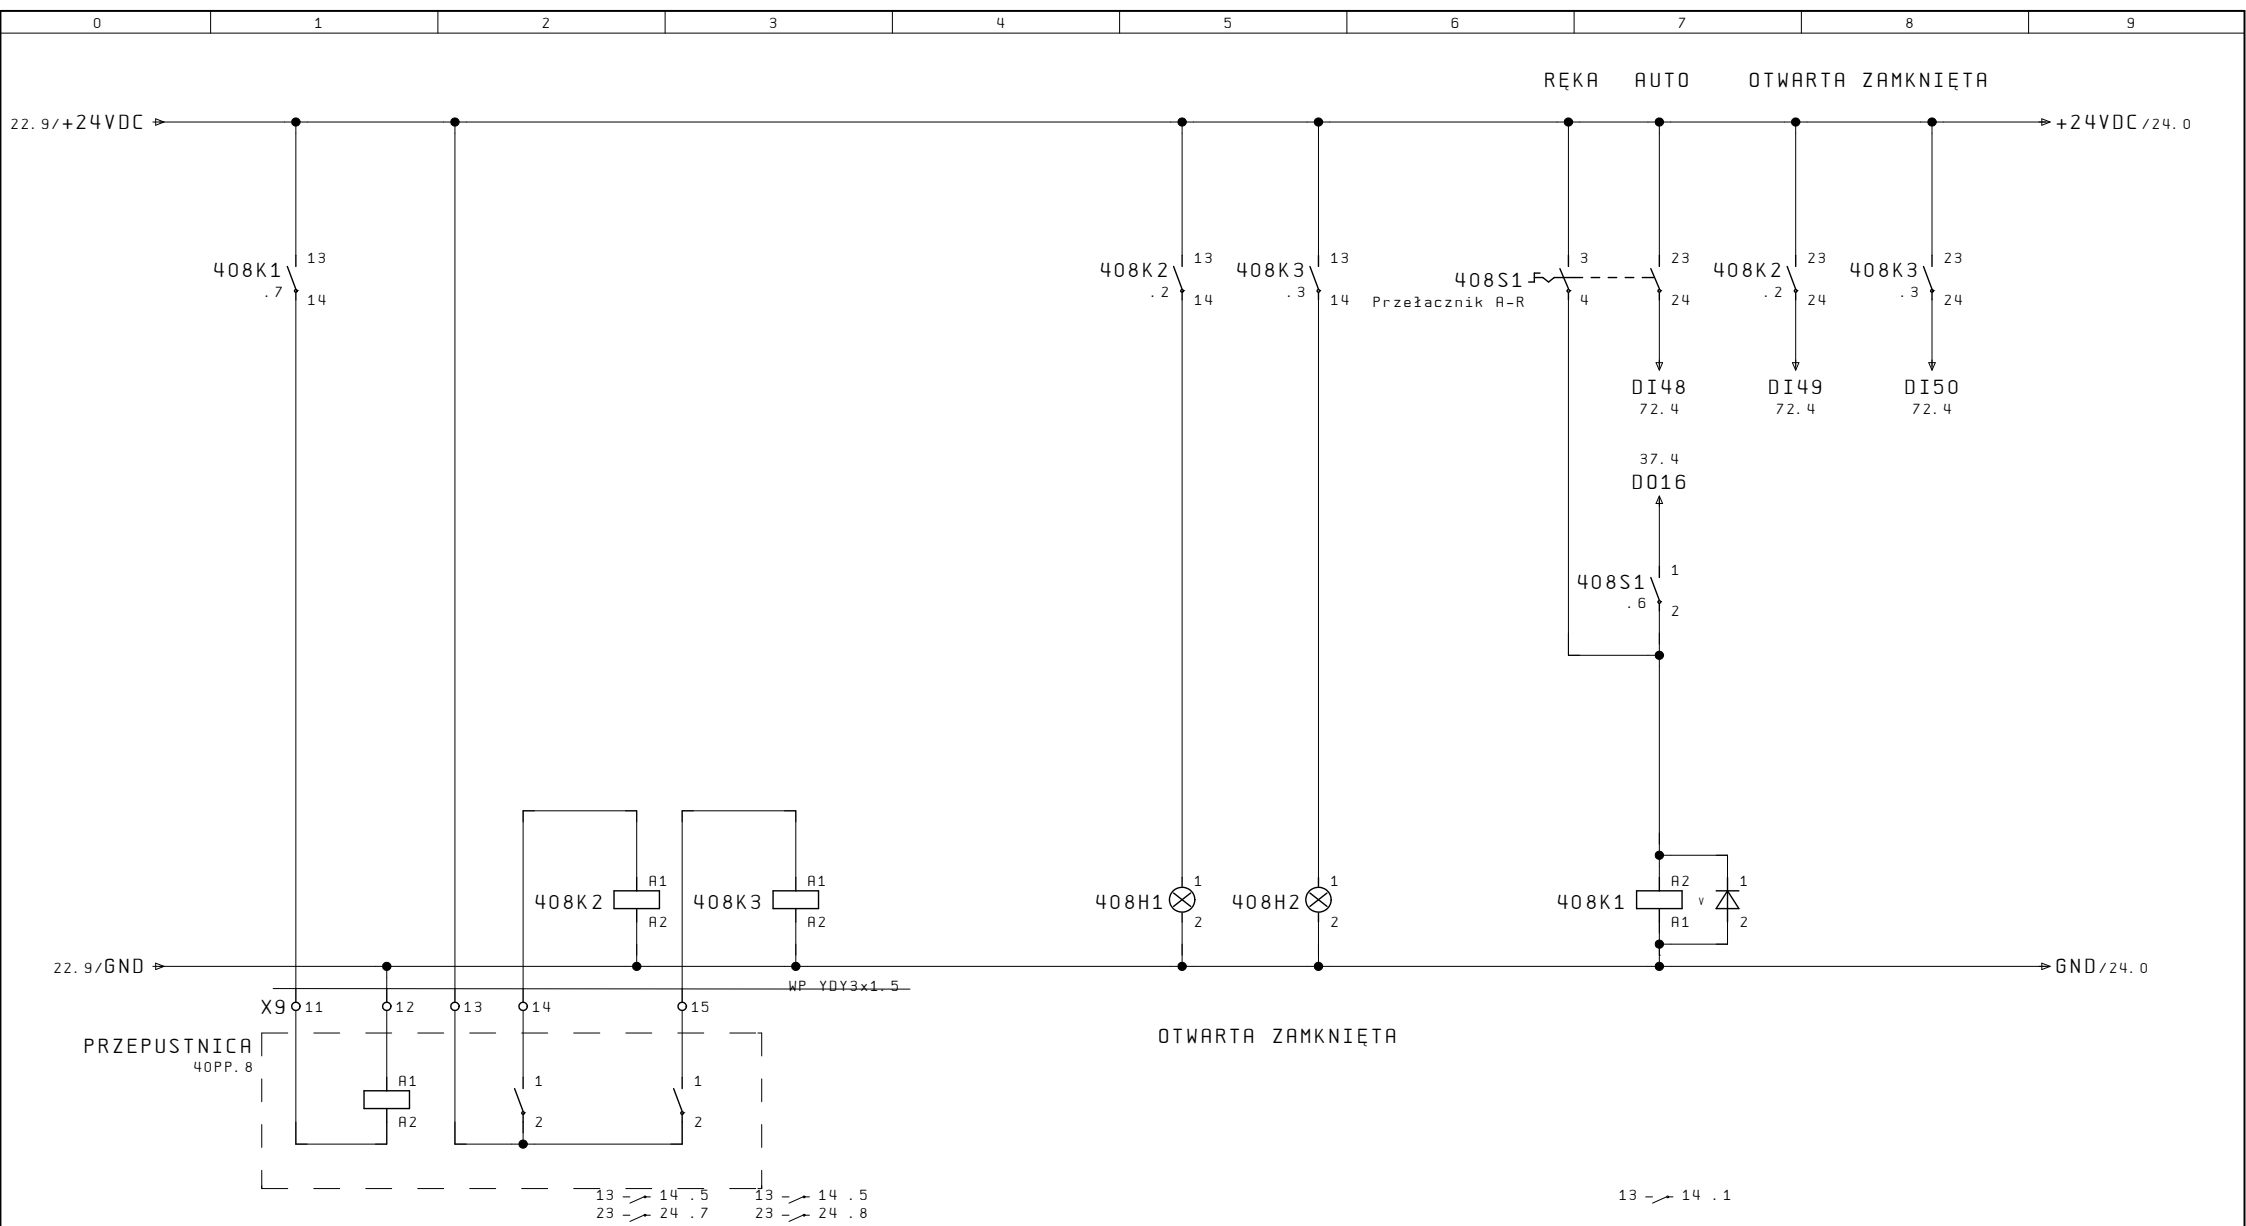 0 1 2 3 4 5 6 7 8 9
RĘKA AUTO OTWARTA ZAMKNIĘTA
22.9/+24VDC +24VDC/24.0
13 13 13 3 23 23 23
408K1 408K2 408K3 408S1 408K2 408K3
.7 .2 .3 .2 .3
14 14 14 Przełacznik A-R 4 24 24 24
DI48 DI49 DI50
72.4 72.4 72.4
37.4
DO16
1
408S1
.6 2
A1 A1 1 1 A2 1
408K2 408K3 408H1 408H2 408K1 V
A2 A2 2 2 A1 2
22.9/GND GND/24.0
WP YDY3x1.5
X9 11 12 13 14 15
PRZEPUSTNICA OTWARTA ZAMKNIĘTA
40PP.8
A1 1 1
A2 2 2
13 14 .5 13 14 .5 13 14 .1
23 24 .7 23 24 .8